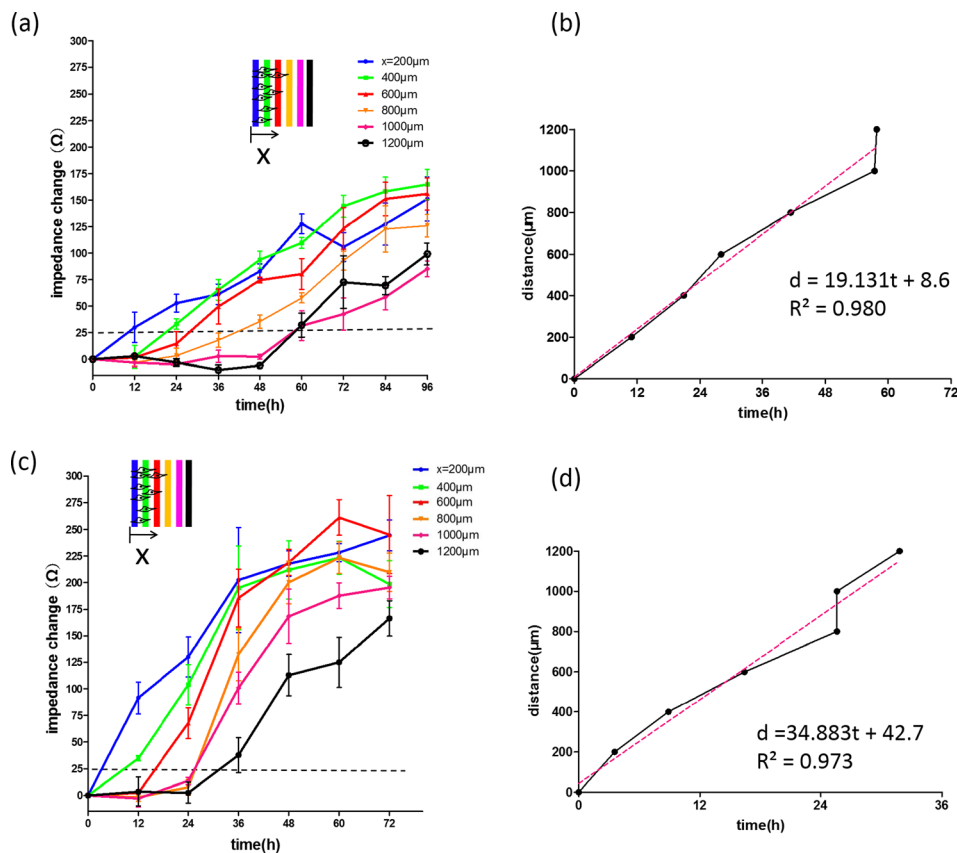 (a)
300
275
250
225
200
175
150
125
100
75
50
25
0
impedance change (Ω)
0 12 24 36 48 60 72 84 96
time(h)
X
x=200μm
400μm
600μm
800μm
1000μm
1200μm
(b)
1200
1000
800
600
400
200
0
distance(μm)
0 12 24 36 48 60 72
time(h)
d = 19.131t + 8.6
R² = 0.980
(c)
300
275
250
225
200
175
150
125
100
75
50
25
0
impedance change (Ω)
0 12 24 36 48 60 72
time(h)
X
x=200μm
400μm
600μm
800μm
1000μm
1200μm
(d)
1200
1000
800
600
400
200
0
distance(μm)
0 12 24 36
time(h)
d =34.883t + 42.7
R² = 0.973